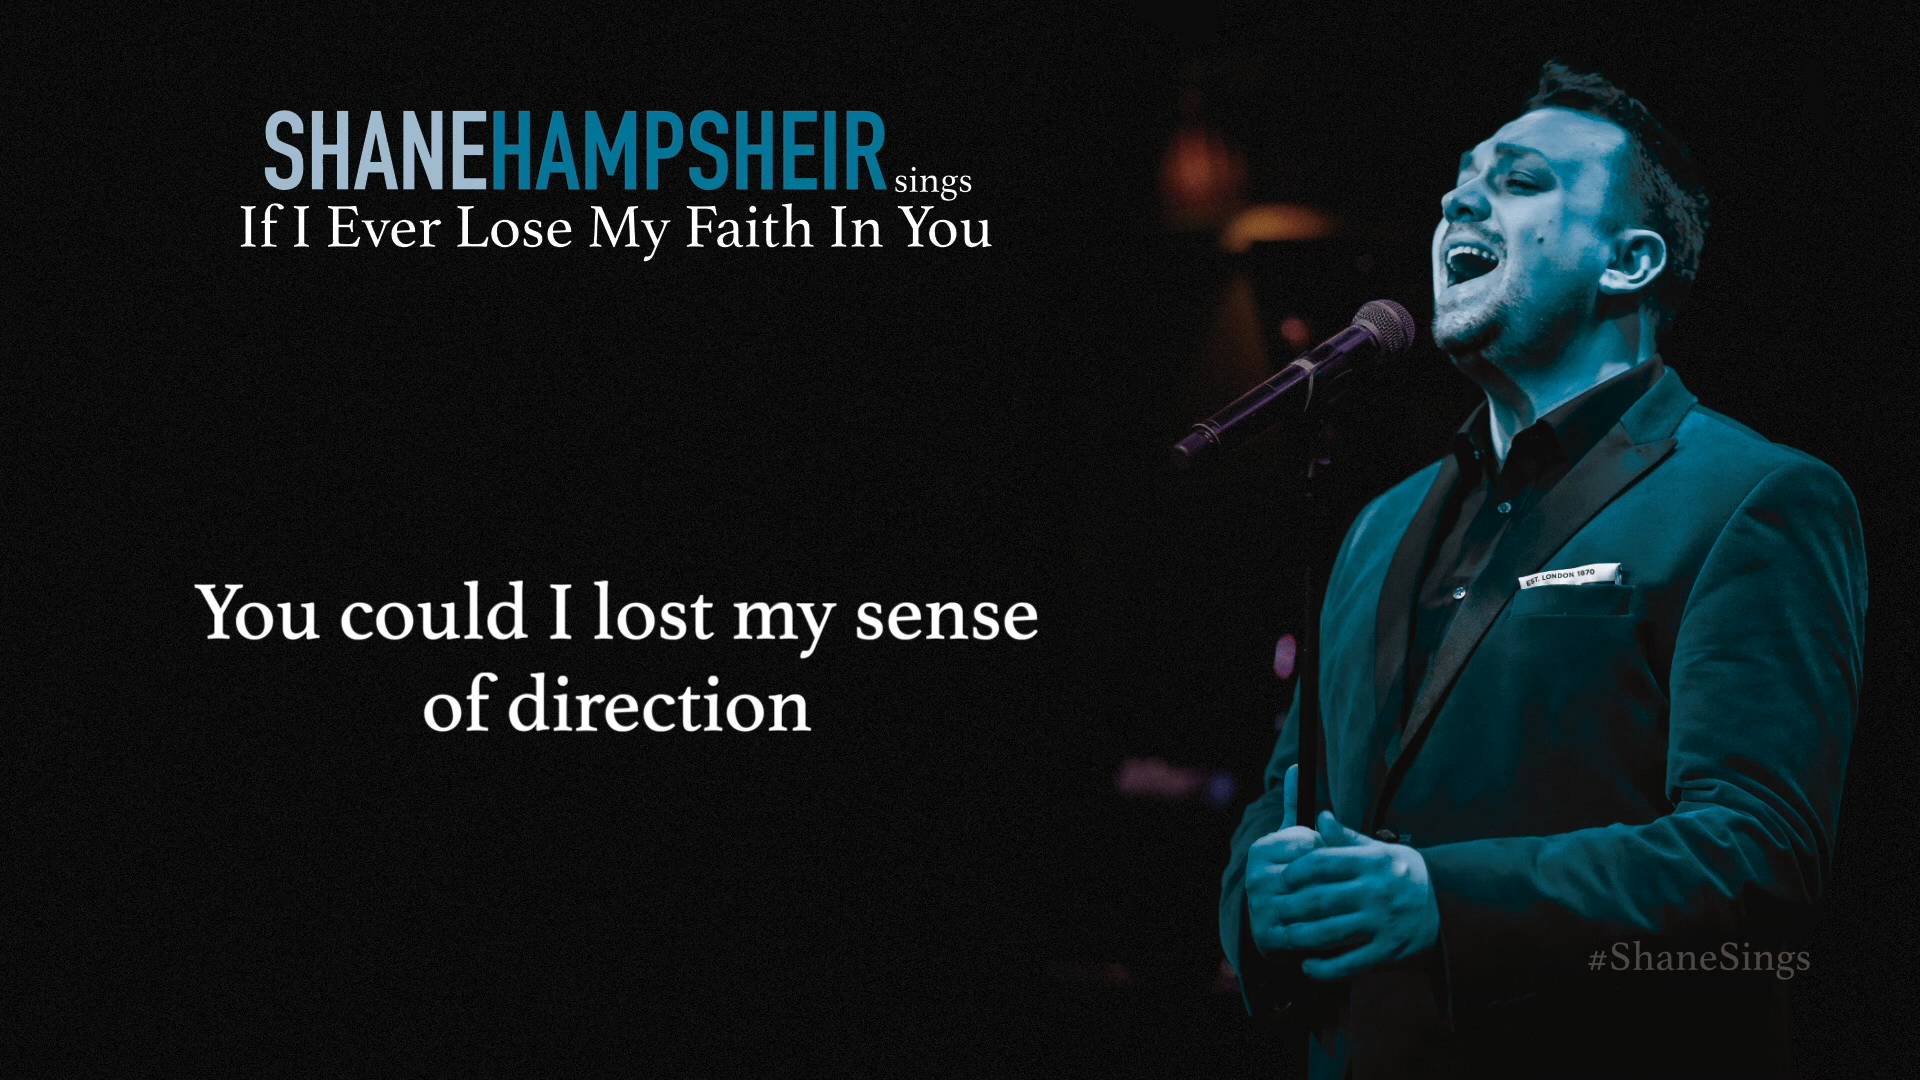 SHANEHAMPSHEIR sings
If I Ever Lose My Faith In You
You could I lost my sense
of direction
EST. LONDON 1870
#ShaneSings